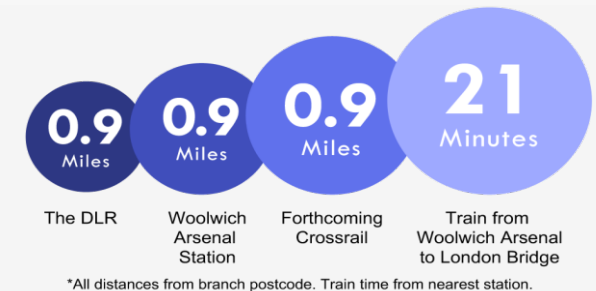 0.9
Miles
0.9
Miles
0.9
Miles
21
Minutes
The DLR
Woolwich
Arsenal
Station
Forthcoming
Crossrail
Train from
Woolwich Arsenal
to London Bridge
*All distances from branch postcode. Train time from nearest station.